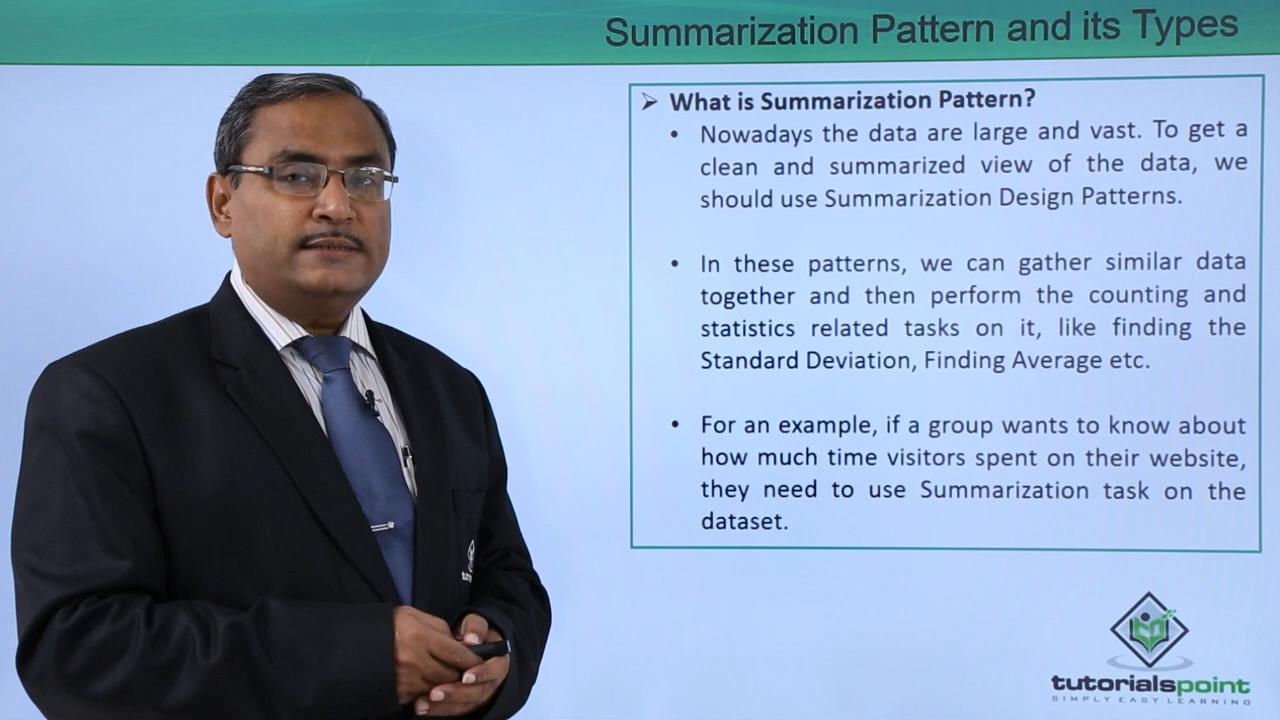 Summarization Pattern and its Types
➢ What is Summarization Pattern?
• Nowadays the data are large and vast. To get a
clean and summarized view of the data, we
should use Summarization Design Patterns.
• In these patterns, we can gather similar data
together and then perform the counting and
statistics related tasks on it, like finding the
Standard Deviation, Finding Average etc.
• For an example, if a group wants to know about
how much time visitors spent on their website,
they need to use Summarization task on the
dataset.
tutorialspoint
SIMPLY EASY LEARNING